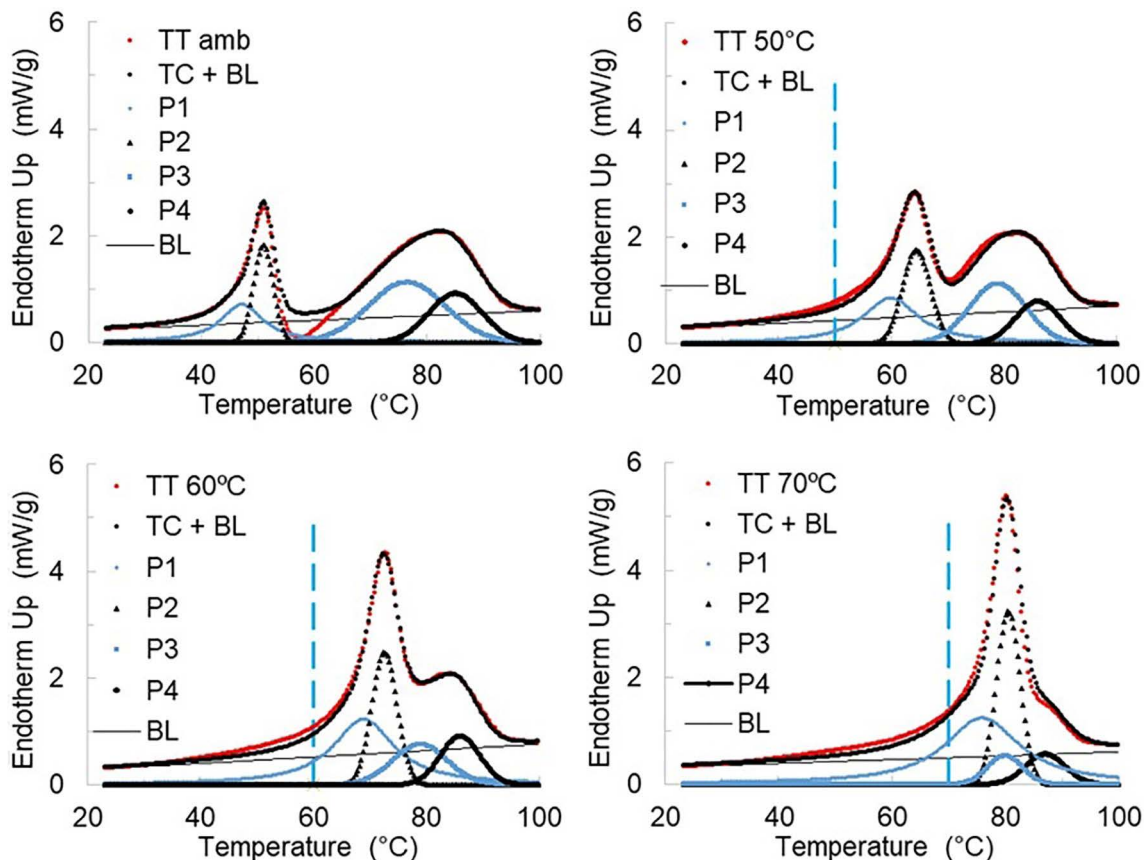 Endotherm Up (mW/g)
6
4
2
0
TT amb
TC + BL
P1
P2
P3
P4
BL
20 40 60 80 100
Temperature (°C)
Endotherm Up (mW/g)
6
4
2
0
TT 50°C
TC + BL
P1
P2
P3
P4
BL
20 40 60 80 100
Temperature (°C)
Endotherm Up (mW/g)
6
4
2
0
TT 60ºC
TC + BL
P1
P2
P3
P4
BL
20 40 60 80 100
Temperature (°C)
Endotherm Up (mW/g)
6
4
2
0
TT 70ºC
TC + BL
P1
P2
P3
P4
BL
20 40 60 80 100
Temperature (°C)